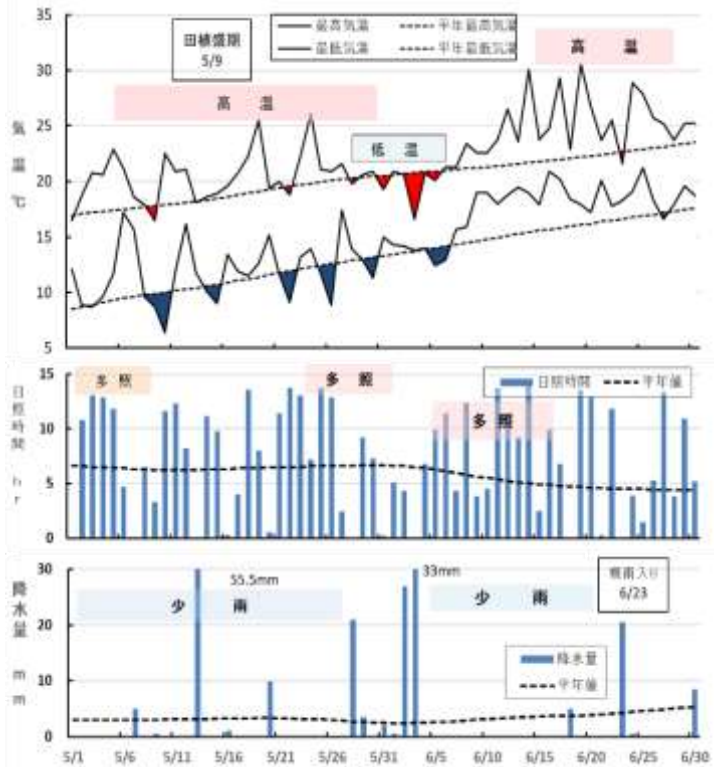 最高気温
平年最高気温
最低気温
平年最低気温
田植盛期
5/9
高 温
高 温
低 温
気温 ℃
35
30
25
20
15
10
5
多 照
多 照
多 照
日照時間
平年値
日照時間 hr
15
10
5
0
55.5mm
33mm
少 雨
少 雨
梅雨入り
6/23
降水量
平年値
降水量 mm
30
20
10
0
5/1
5/6
5/11
5/16
5/21
5/26
5/31
6/5
6/10
6/15
6/20
6/25
6/30